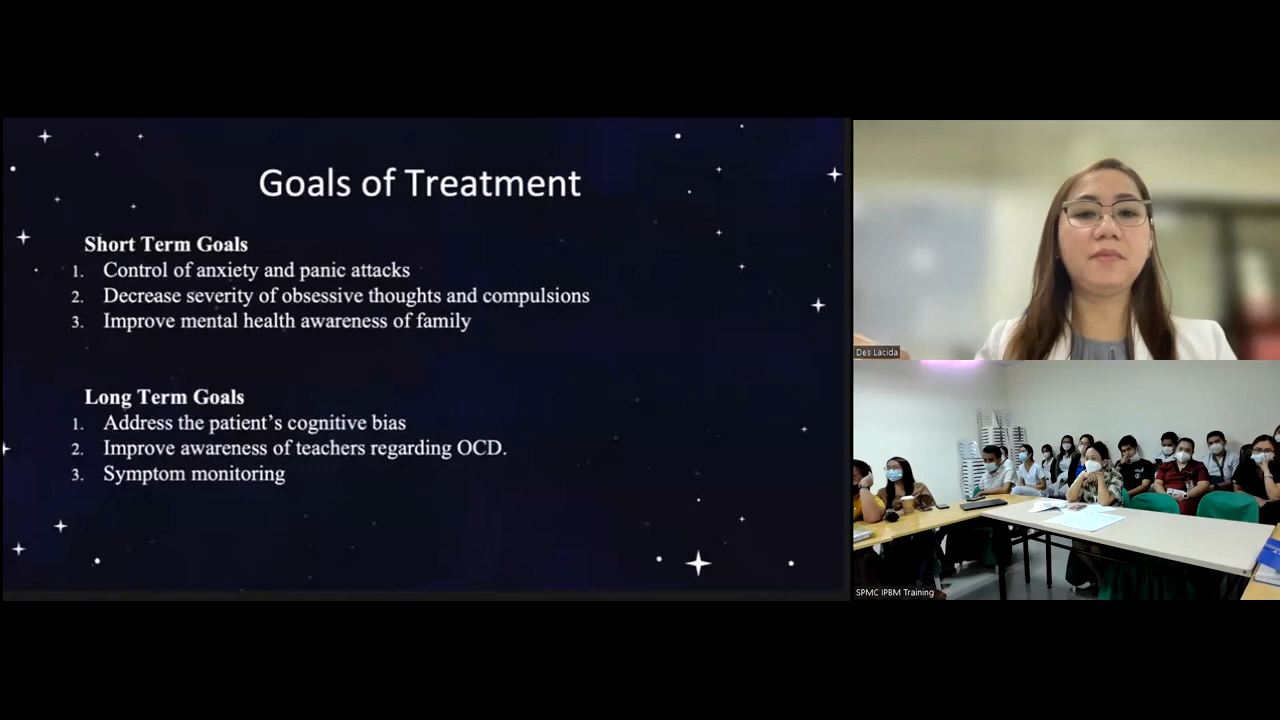 Goals of Treatment
Short Term Goals
1. Control of anxiety and panic attacks
2. Decrease severity of obsessive thoughts and compulsions
3. Improve mental health awareness of family
Long Term Goals
1. Address the patient’s cognitive bias
2. Improve awareness of teachers regarding OCD.
3. Symptom monitoring
Des Lacida
SPMC IPBM Training